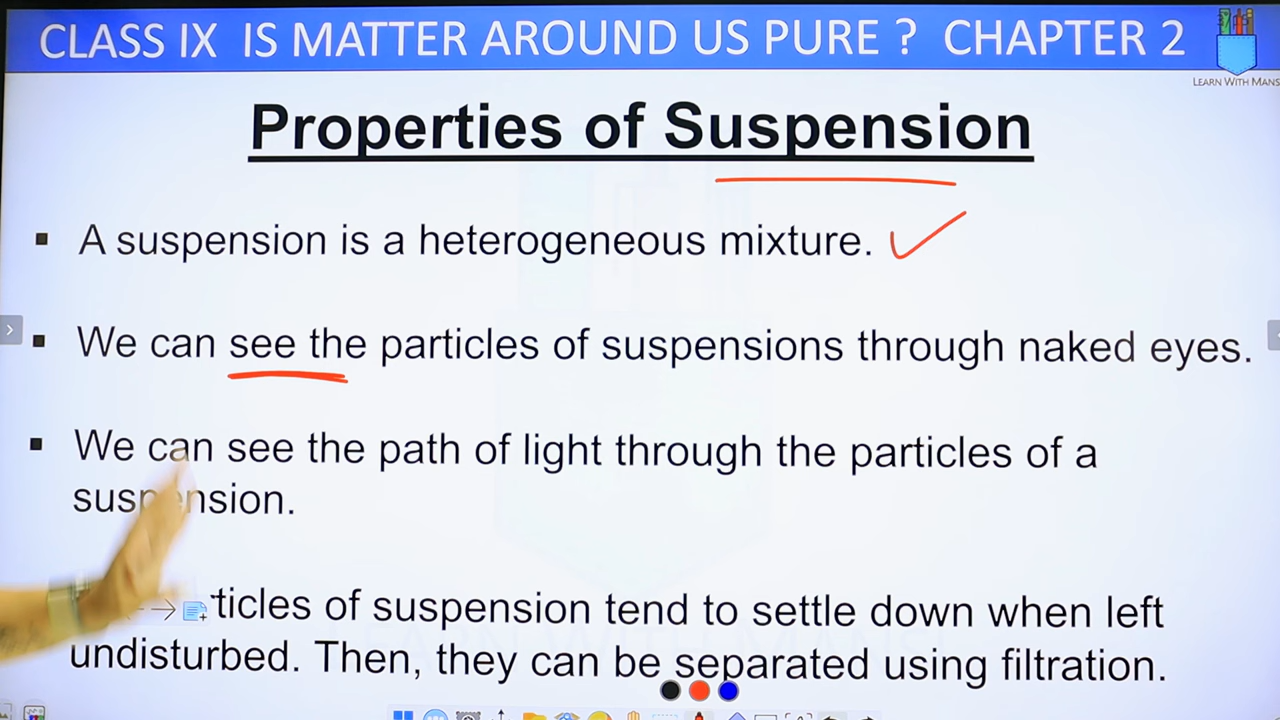 CLASS IX IS MATTER AROUND US PURE ? CHAPTER 2
LEARN WITH MANS
Properties of Suspension
▪ A suspension is a heterogeneous mixture.
▪ We can see the particles of suspensions through naked eyes.
▪ We can see the path of light through the particles of a
suspension.
ticles of suspension tend to settle down when left
undisturbed. Then, they can be separated using filtration.